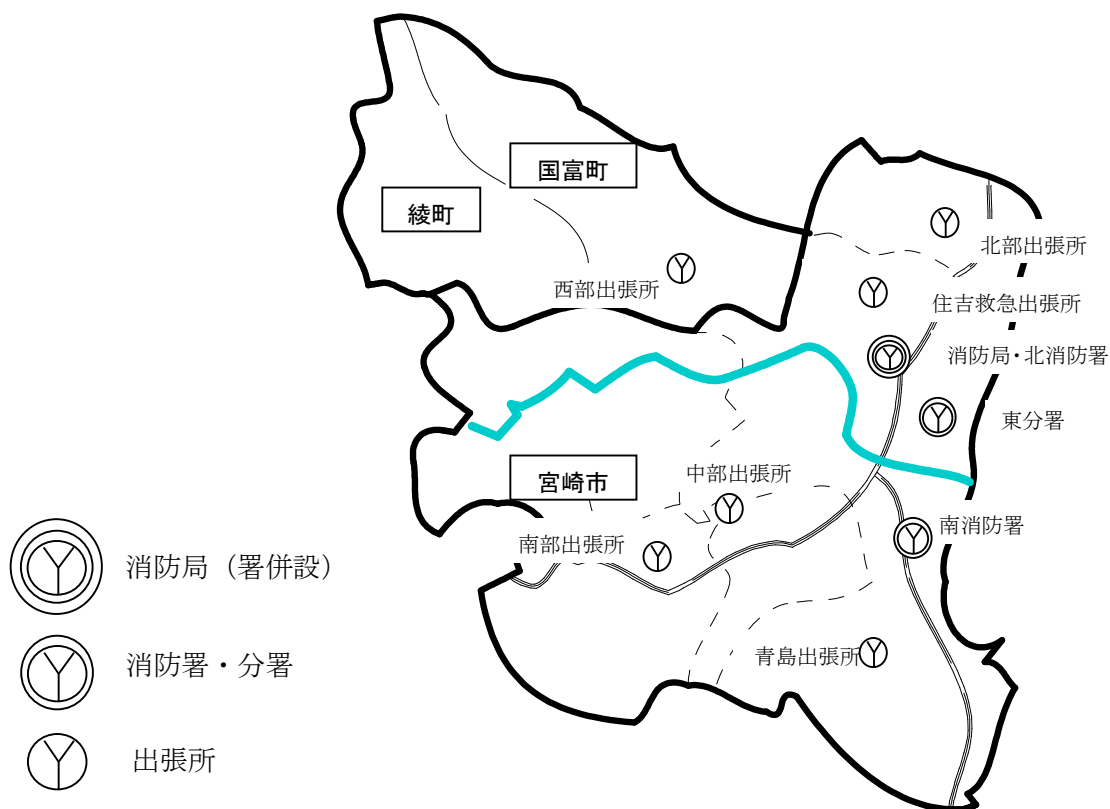 国富町
綾町
北部出張所
西部出張所
住吉救急出張所
消防局・北消防署
東分署
中部出張所
宮崎市
南消防署
南部出張所
消防局（署併設）
青島出張所
消防署・分署
出張所